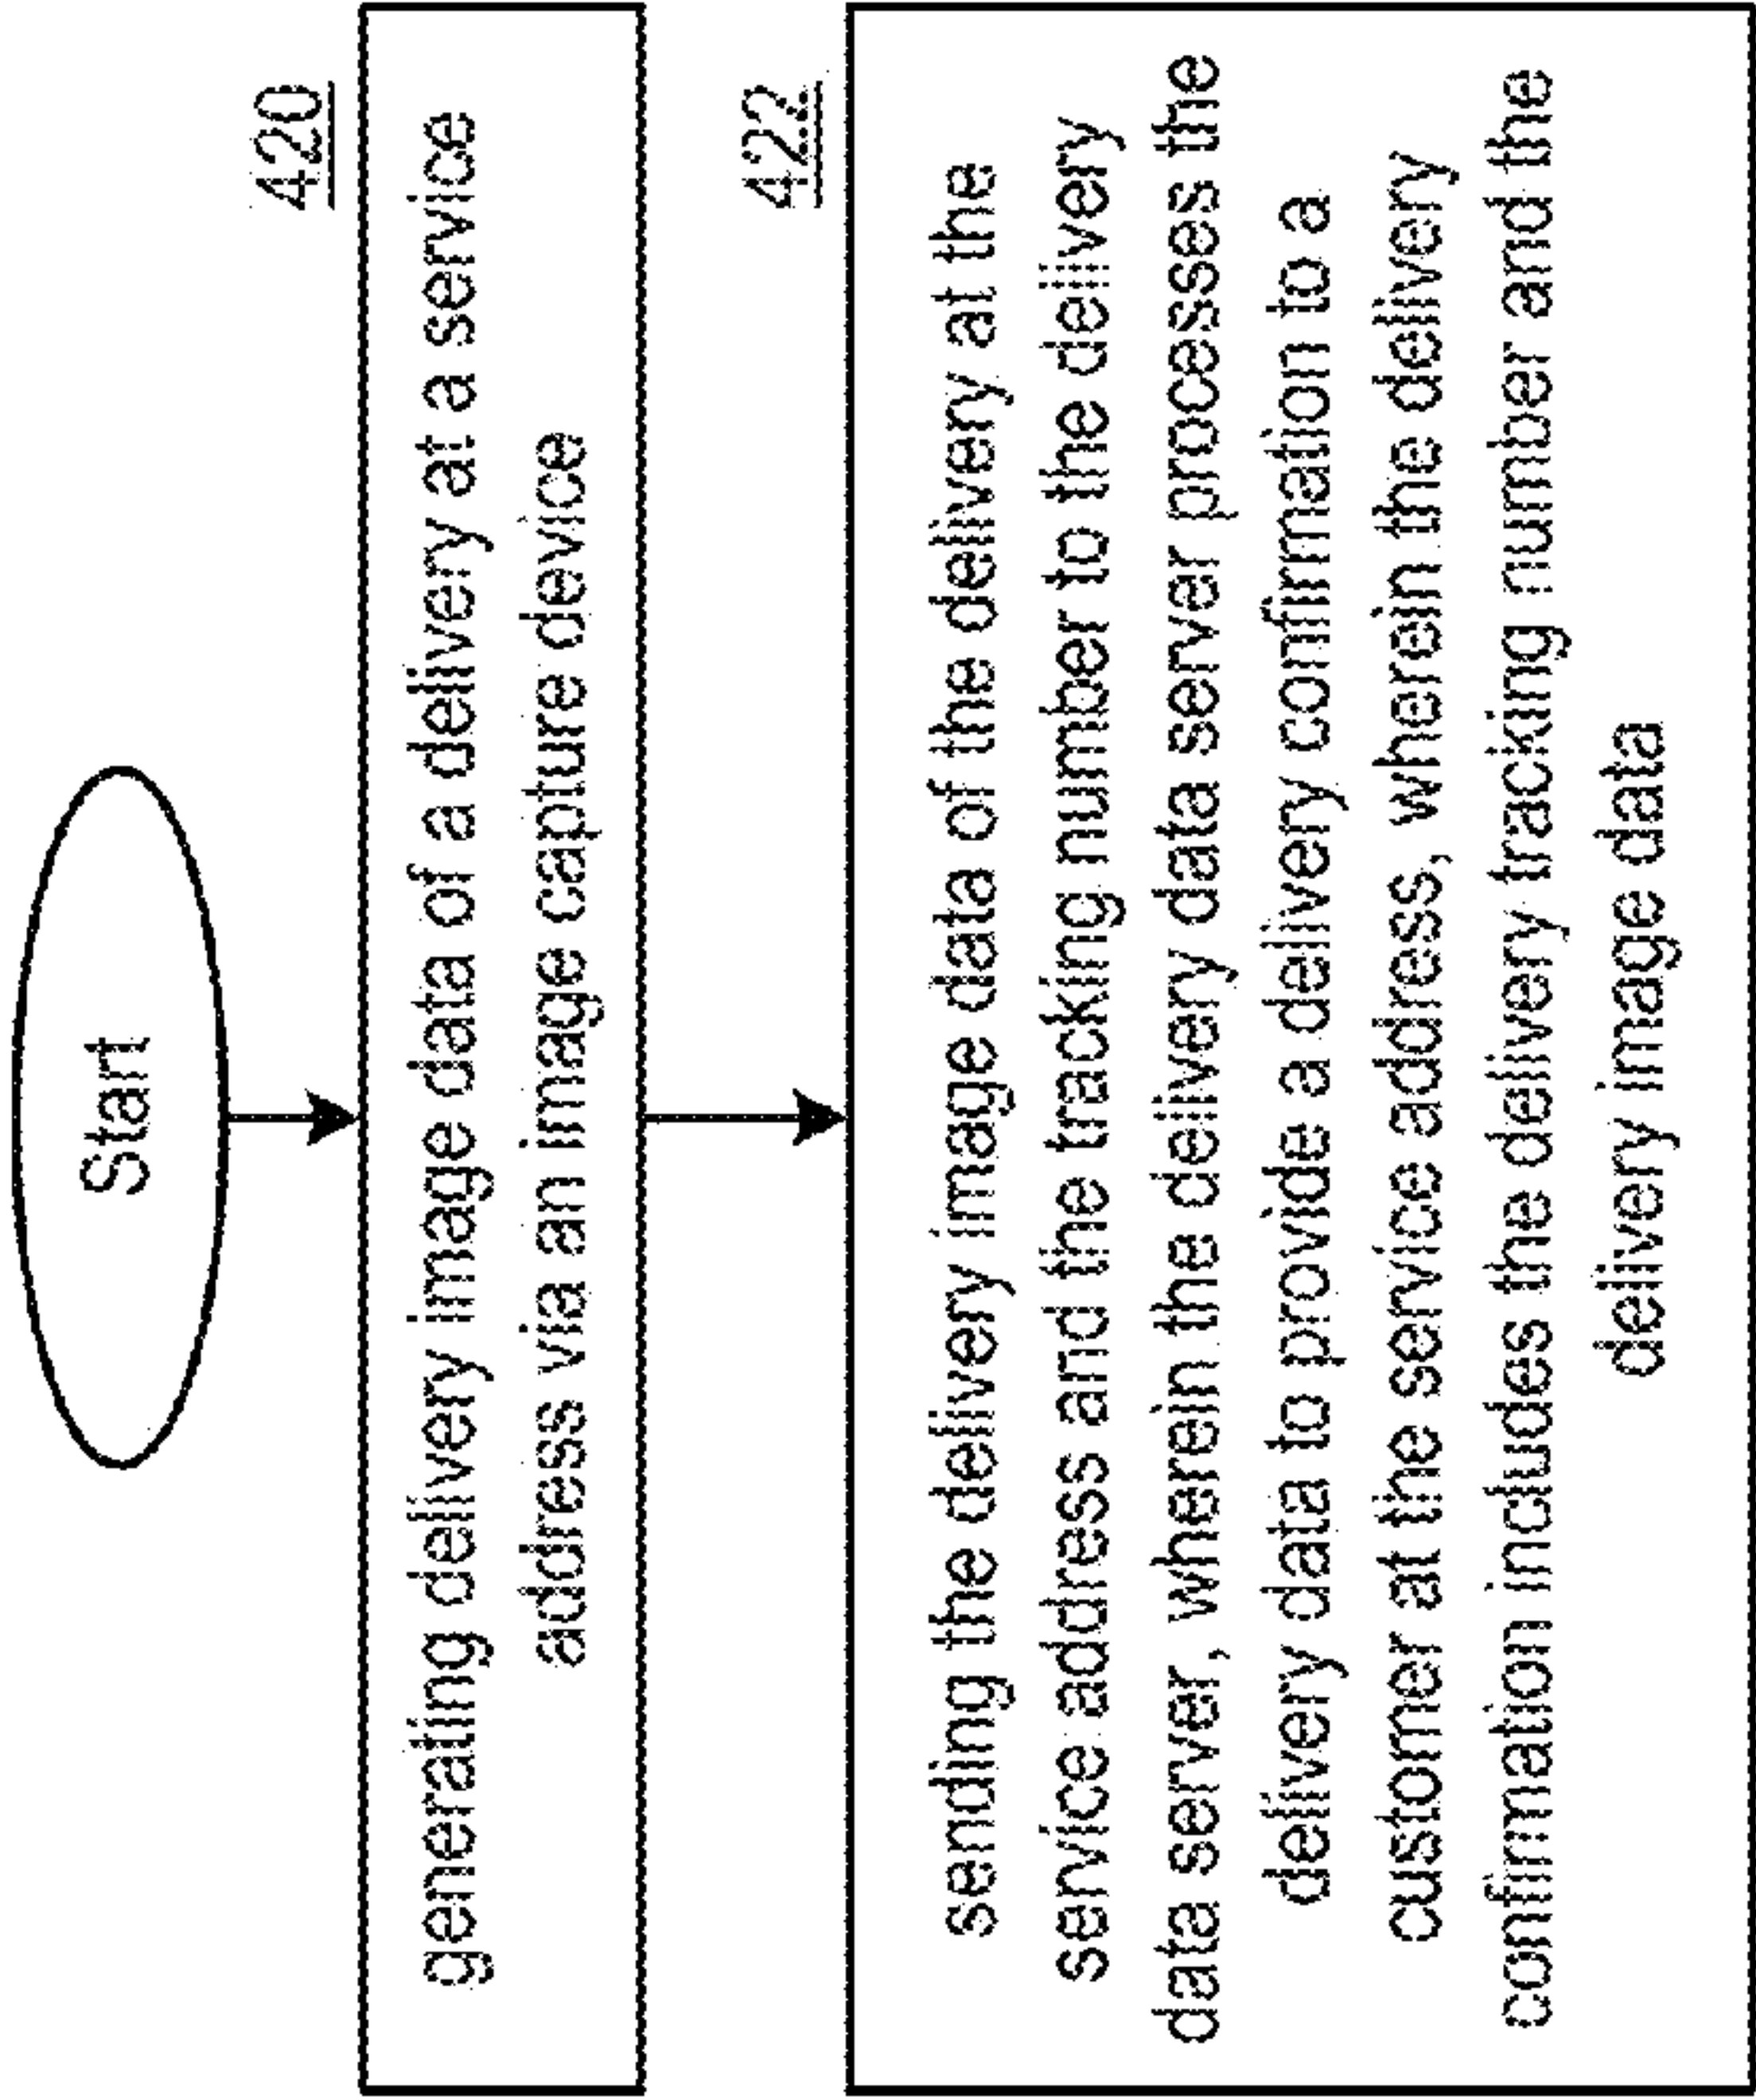 Start
420
generating delivery image data of a delivery at a service
address via an image capture device
422
sending the delivery image data of the delivery at the
service address and the tracking number to the delivery
data server, wherein the delivery data server processes the
delivery data to provide a delivery confirmation to a
customer at the service address, wherein the delivery
confirmation includes the delivery tracking number and the
delivery image data